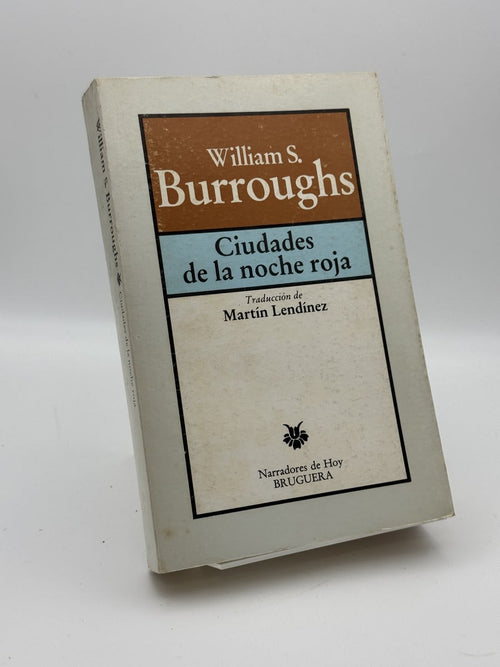 William S.
Burroughs
Ciudades
de la noche roja
Traducción de
Martín Lendínez
Narradores de Hoy
BRUGUERA
William S. Burroughs Ciudades de la noche roja